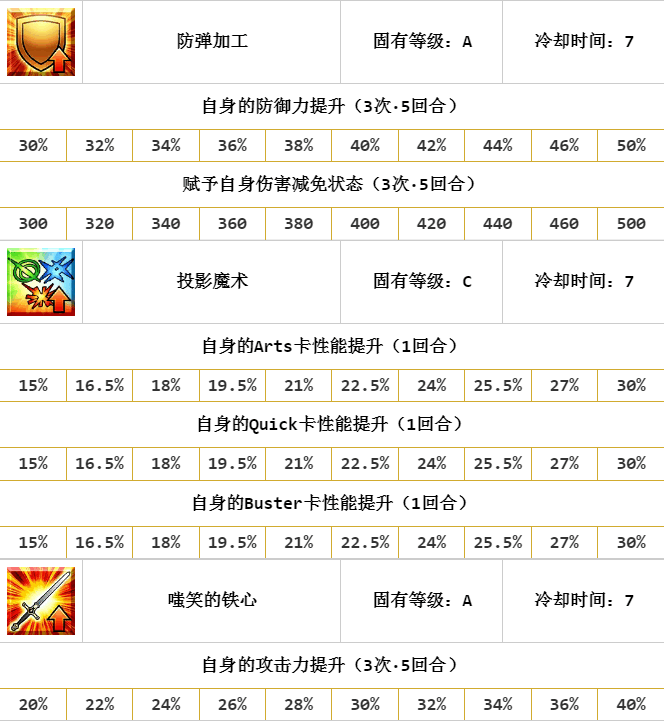 防弹加工 固有等级：A 冷却时间：7
自身的防御力提升（3次·5回合）
30% 32% 34% 36% 38% 40% 42% 44% 46% 50%
赋予自身伤害减免状态（3次·5回合）
300 320 340 360 380 400 420 440 460 500
投影魔术 固有等级：C 冷却时间：7
自身的Arts卡性能提升（1回合）
15% 16.5% 18% 19.5% 21% 22.5% 24% 25.5% 27% 30%
自身的Quick卡性能提升（1回合）
15% 16.5% 18% 19.5% 21% 22.5% 24% 25.5% 27% 30%
自身的Buster卡性能提升（1回合）
15% 16.5% 18% 19.5% 21% 22.5% 24% 25.5% 27% 30%
嗤笑的铁心 固有等级：A 冷却时间：7
自身的攻击力提升（3次·5回合）
20% 22% 24% 26% 28% 30% 32% 34% 36% 40%